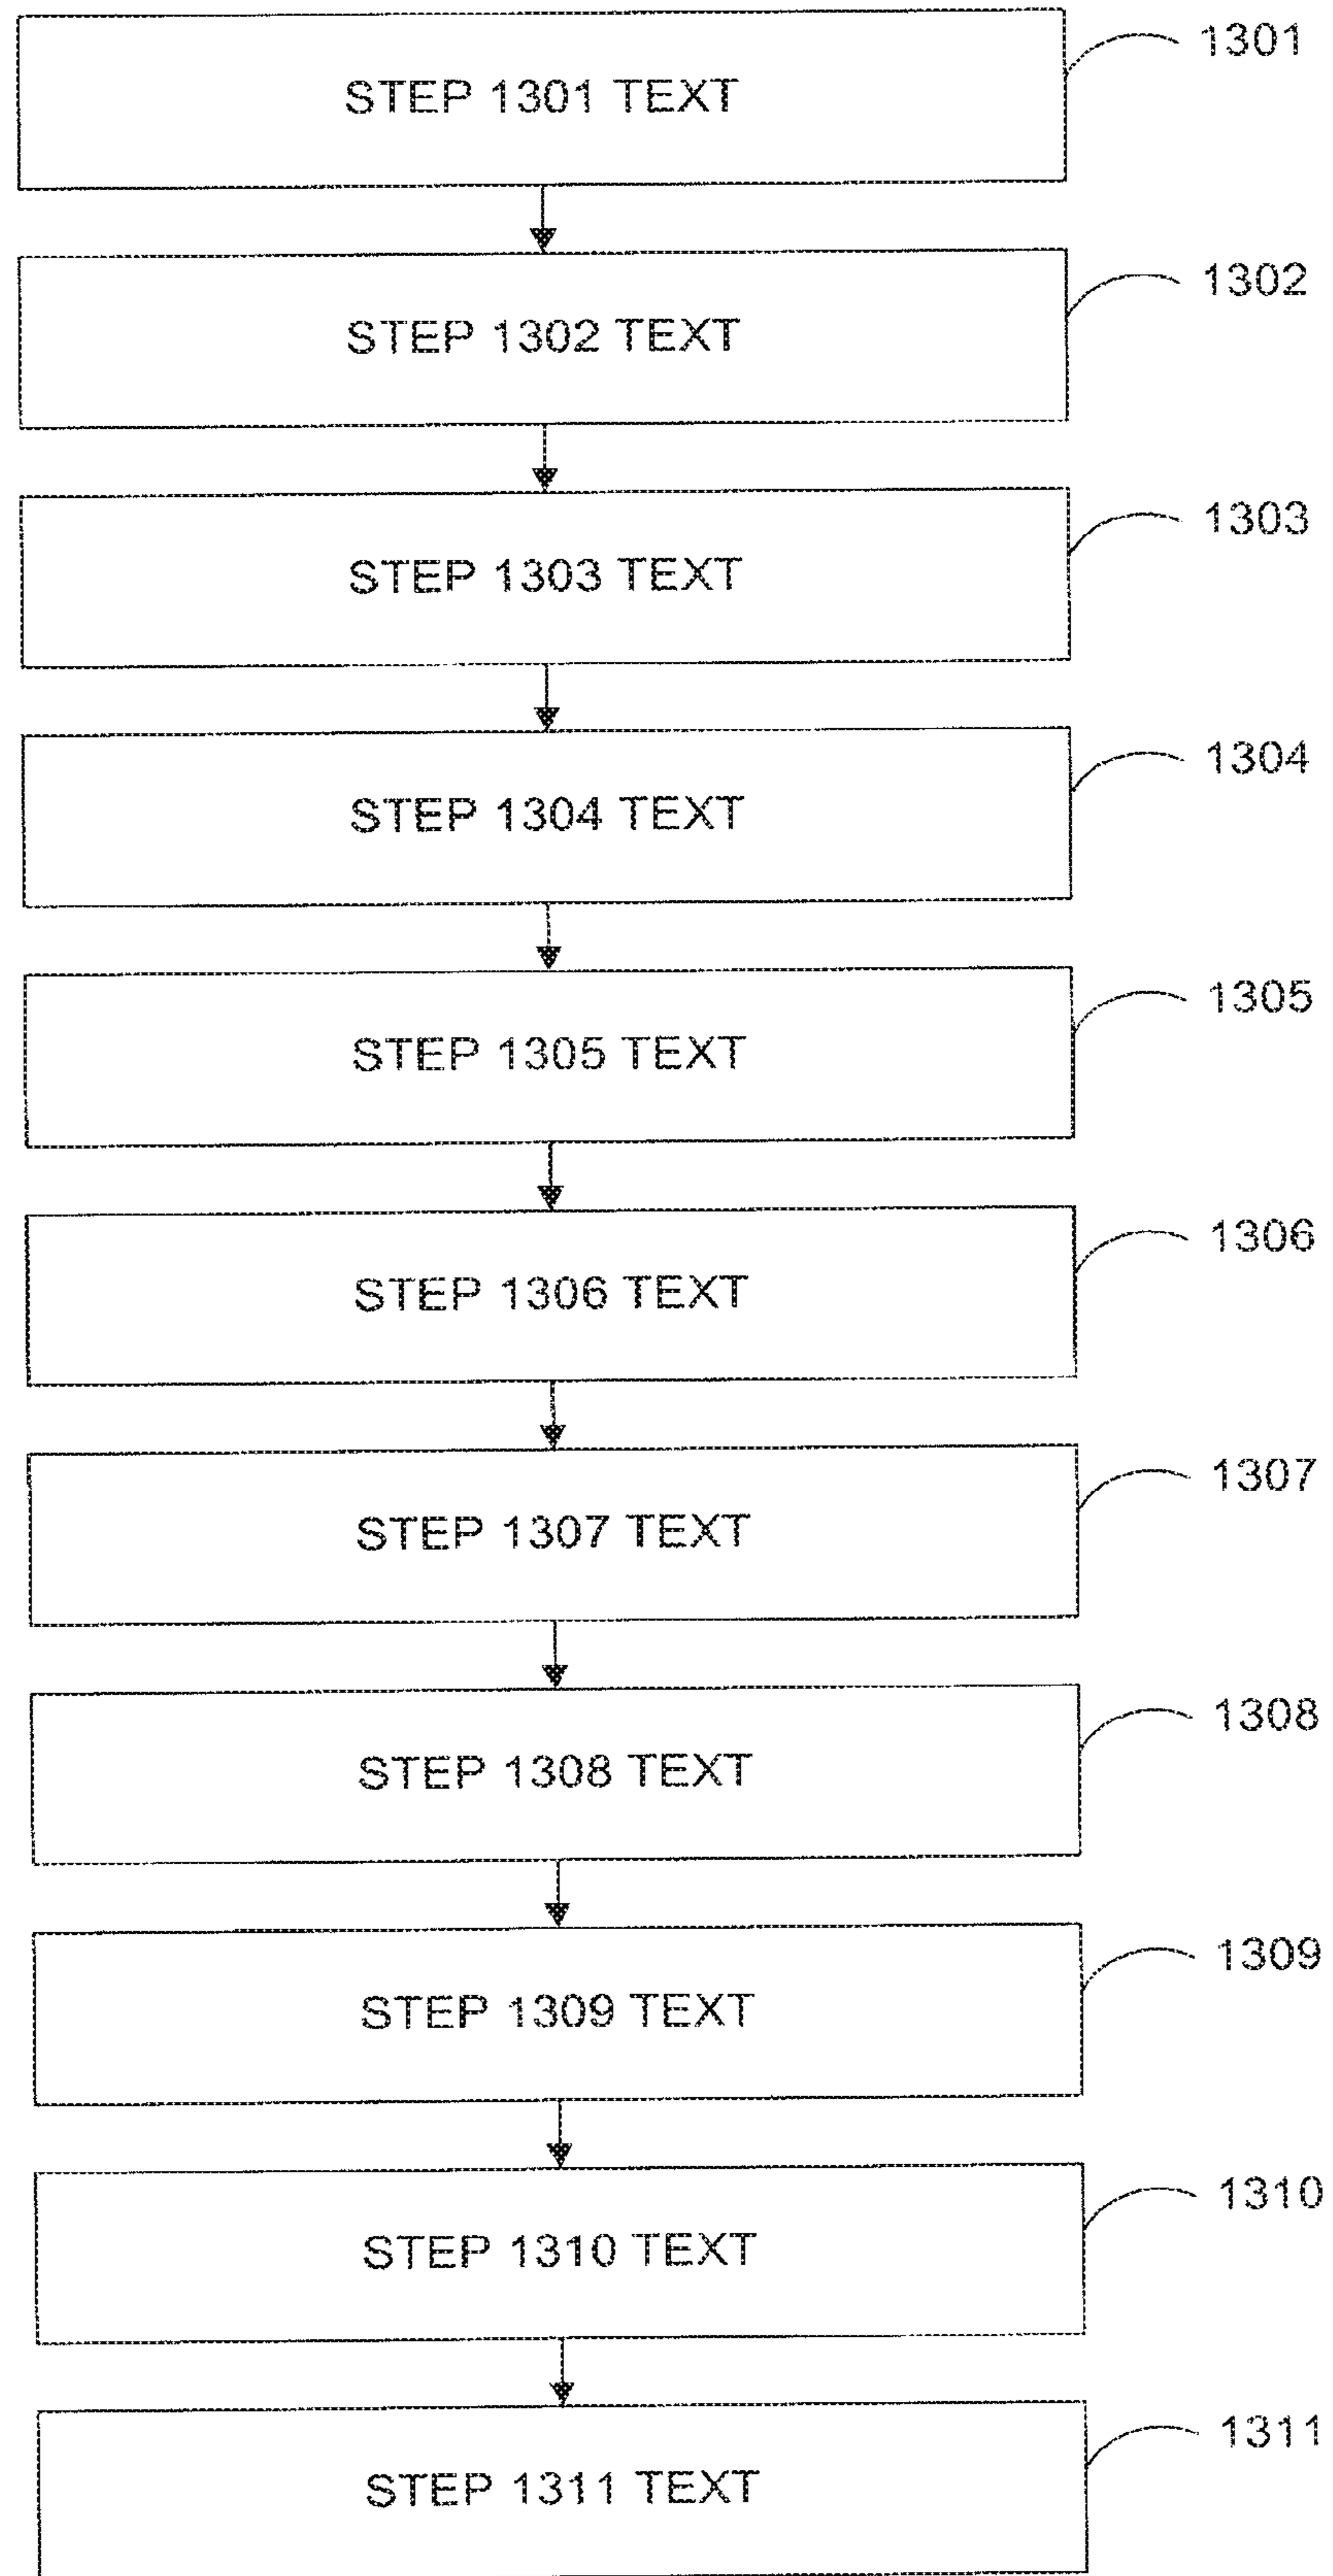 1301
STEP 1301 TEXT
1302
STEP 1302 TEXT
1303
STEP 1303 TEXT
1304
STEP 1304 TEXT
1305
STEP 1305 TEXT
1306
STEP 1306 TEXT
1307
STEP 1307 TEXT
1308
STEP 1308 TEXT
1309
STEP 1309 TEXT
1310
STEP 1310 TEXT
1311
STEP 1311 TEXT